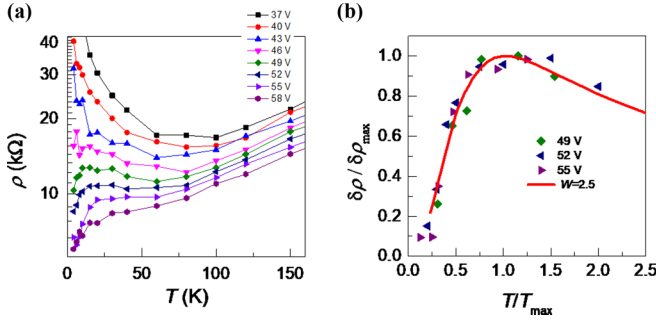 (a)
37 V
40 V
43 V
46 V
49 V
52 V
55 V
58 V
40
30
20
10
ρ (kΩ)
0
50
100
150
T (K)
(b)
1.0
0.8
0.6
0.4
0.2
0.0
δρ / δρmax
49 V
52 V
55 V
W=2.5
0.0
0.5
1.0
1.5
2.0
2.5
T/Tmax